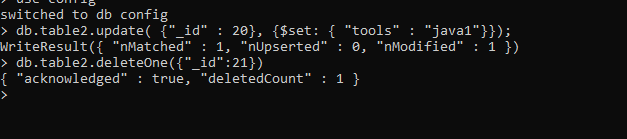 > use config
switched to db config
> db.table2.update( {"_id" : 20}, {$set: { "tools" : "java1"}});
WriteResult({ "nMatched" : 1, "nUpserted" : 0, "nModified" : 1 })
> db.table2.deleteOne({"_id":21})
{ "acknowledged" : true, "deletedCount" : 1 }
>